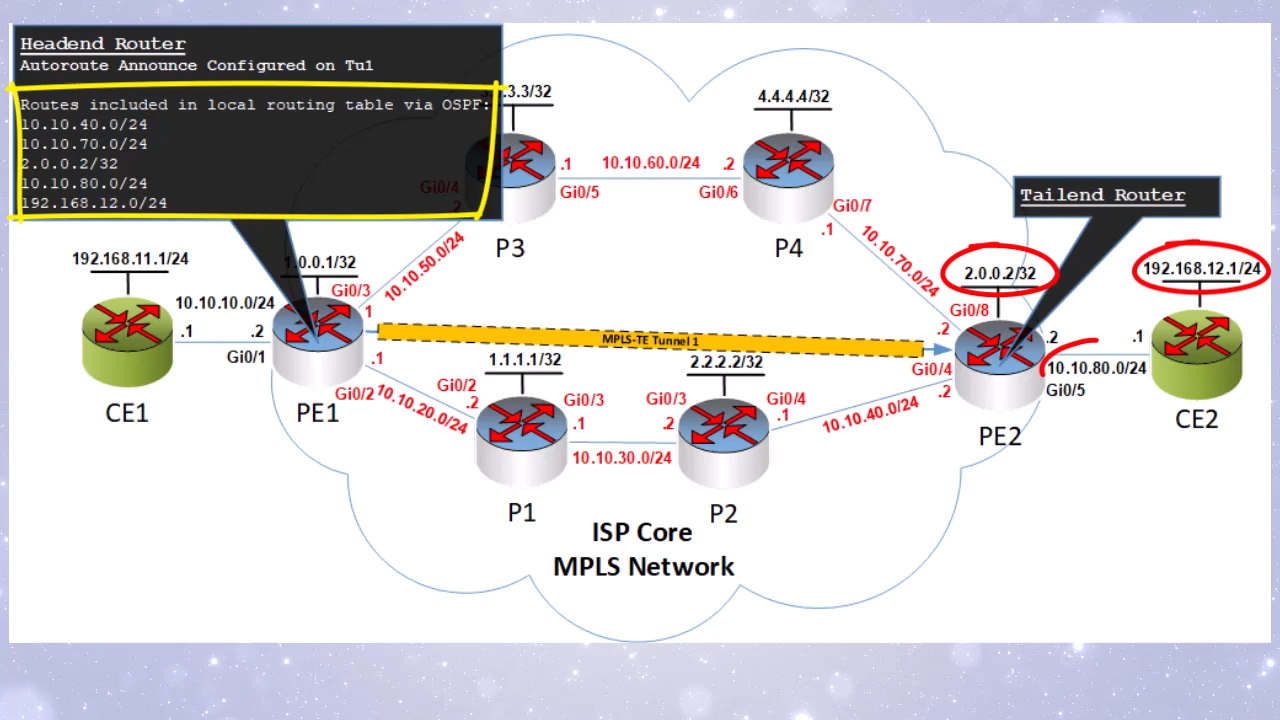 Headend Router
Autoroute Announce Configured on Tu1
Routes included in local routing table via OSPF:
10.10.40.0/24
10.10.70.0/24
2.0.0.2/32
10.10.80.0/24
192.168.12.0/24
.3.3/32
4.4.4.4/32
.1
10.10.60.0/24
.2
Gi0/4
.2
Gi0/5
Gi0/6
Tailend Router
Gi0/7
.1
P3
P4
192.168.11.1/24
1.0.0.1/32
10.10.50.0/24
10.10.70.0/24
2.0.0.2/32
192.168.12.1/24
10.10.10.0/24
Gi0/3
.1
.2
1
Gi0/8
.2
.2
.1
Gi0/1
MPLS-TE Tunnel 1
.1
1.1.1.1/32
2.2.2.2/32
Gi0/4
10.10.80.0/24
Gi0/2
10.10.20.0/24
Gi0/2
.2
Gi0/3
Gi0/3
Gi0/4
.2
Gi0/5
CE1
PE1
.1
.2
.1
10.10.40.0/24
CE2
PE2
10.10.30.0/24
P1
P2
ISP Core
MPLS Network